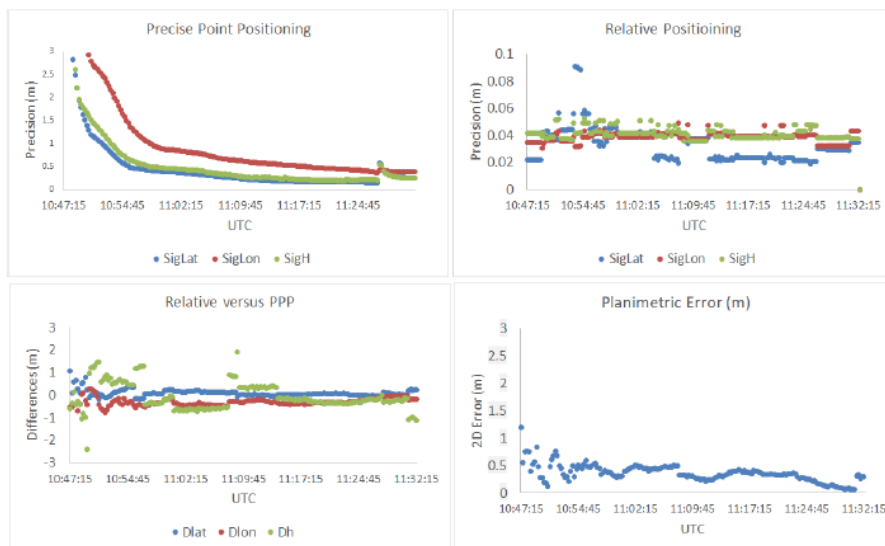 Precise Point Positioning
3
2.5
2
1.5
1
0.5
0
Precision (m)
10:47:15 10:54:45 11:02:15 11:09:45 11:17:15 11:24:45
UTC
SigLat SigLon SigH
Relative Positioining
0.1
0.08
0.06
0.04
0.02
0
Precision (m)
10:47:15 10:54:45 11:02:15 11:09:45 11:17:15 11:24:45 11:32:15
UTC
SigLat SigLon SigH
Relative versus PPP
3
2
1
0
-1
-2
-3
Differences (m)
10:47:15 10:54:45 11:02:15 11:09:45 11:17:15 11:24:45 11:32:15
UTC
Dlat Dlon Dh
Planimetric Error (m)
3
2.5
2
1.5
1
0.5
0
2D Error (m)
10:47:15 10:54:45 11:02:15 11:09:45 11:17:15 11:24:45 11:32:15
UTC